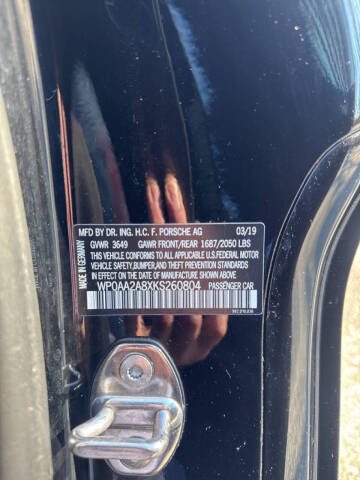 MFD BY DR. ING. H.C. F. PORSCHE AG 03/19
GVWR 3649 GAWR FRONT/REAR 1687/2050 LBS
THIS VEHICLE CONFORMS TO ALL APPLICABLE U.S.FEDERAL MOTOR
VEHICLE SAFETY,BUMPER,AND THEFT PREVENTION STANDARDS IN
EFFECT ON THE DATE OF MANUFACTURE SHOWN ABOVE.
WP0AA2A8XKS260804 PASSENGER CAR
GERMANY